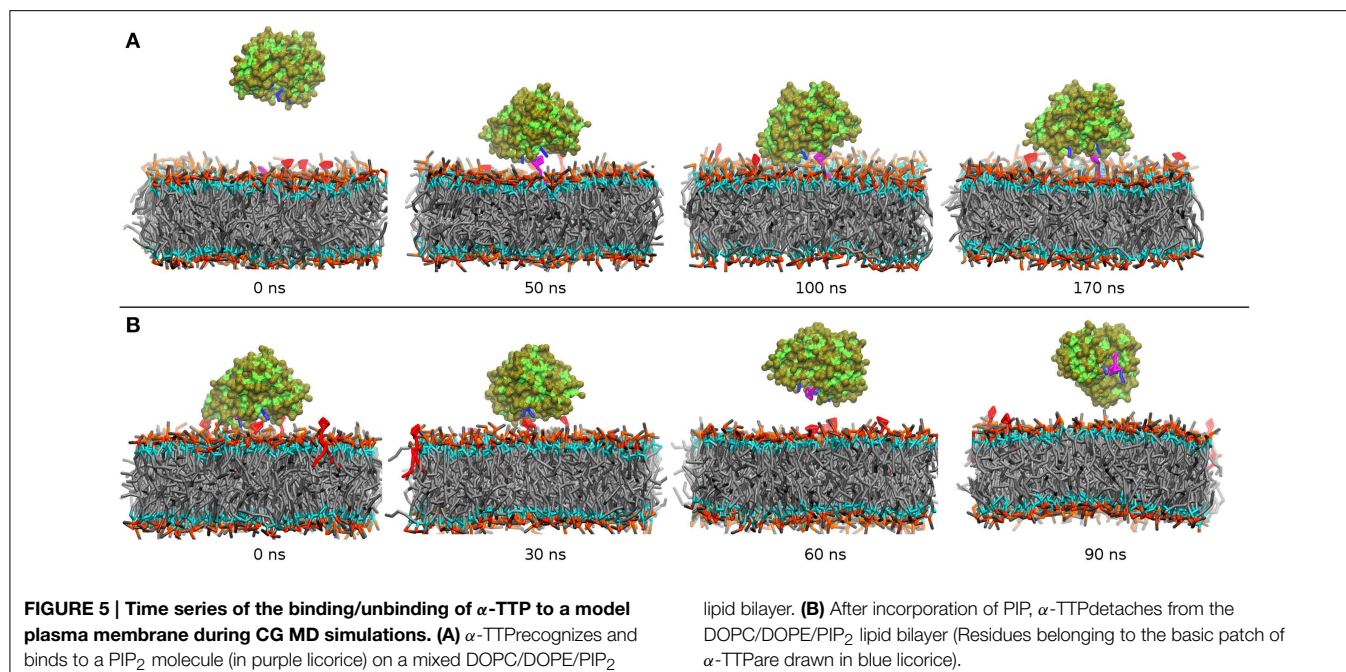 A
0 ns
50 ns
100 ns
170 ns
B
0 ns
30 ns
60 ns
90 ns
FIGURE 5 | Time series of the binding/unbinding of α-TTP to a model
plasma membrane during CG MD simulations. (A) α-TTPrecognizes and
binds to a PIP₂ molecule (in purple licorice) on a mixed DOPC/DOPE/PIP₂
lipid bilayer. (B) After incorporation of PIP, α-TTPdetaches from the
DOPC/DOPE/PIP₂ lipid bilayer (Residues belonging to the basic patch of
α-TTPare drawn in blue licorice).